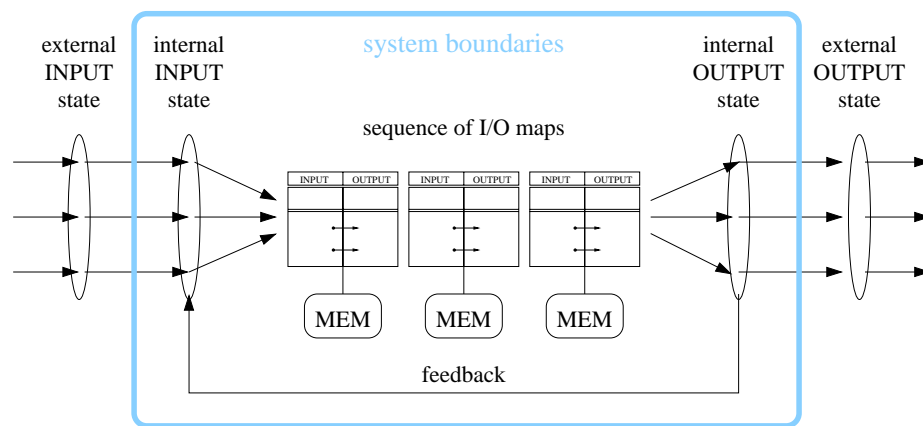 external
INPUT
state
internal
INPUT
state
system boundaries
internal
OUTPUT
state
external
OUTPUT
state
sequence of I/O maps
INPUT OUTPUT INPUT OUTPUT INPUT OUTPUT
MEM MEM MEM
feedback